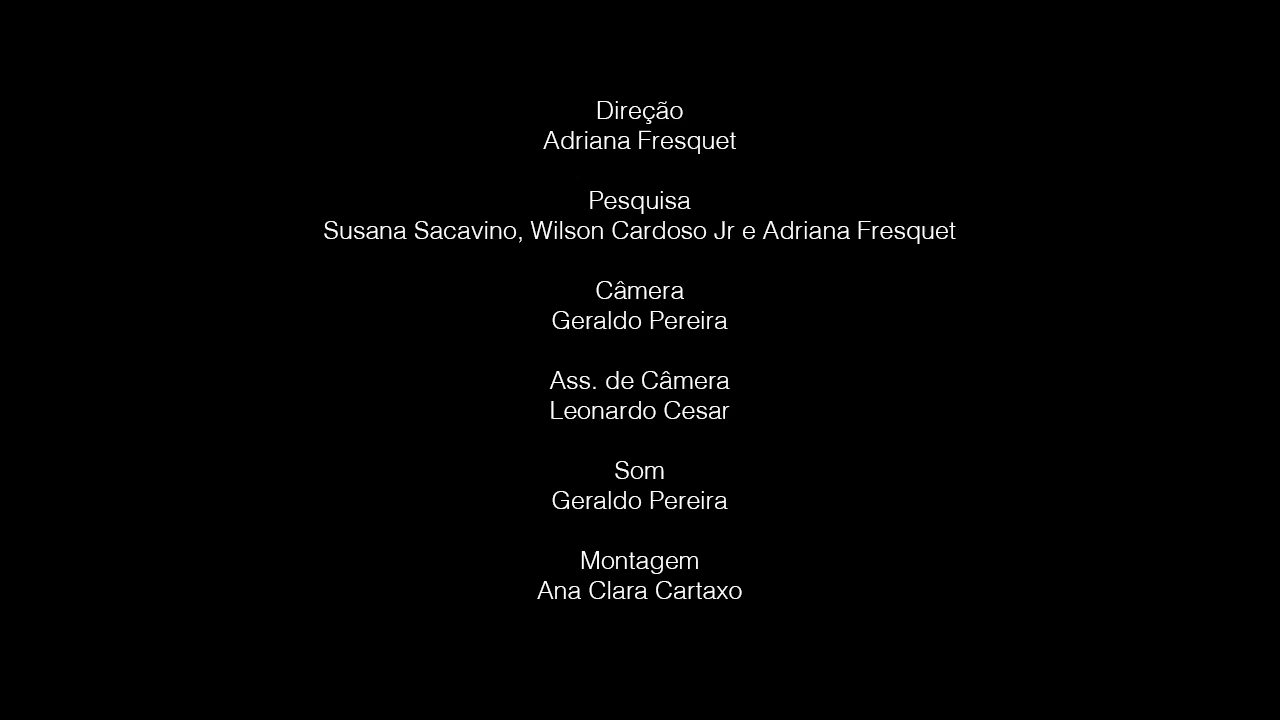 Direção
Adriana Fresquet
Pesquisa
Susana Sacavino, Wilson Cardoso Jr e Adriana Fresquet
Câmera
Geraldo Pereira
Ass. de Câmera
Leonardo Cesar
Som
Geraldo Pereira
Montagem
Ana Clara Cartaxo